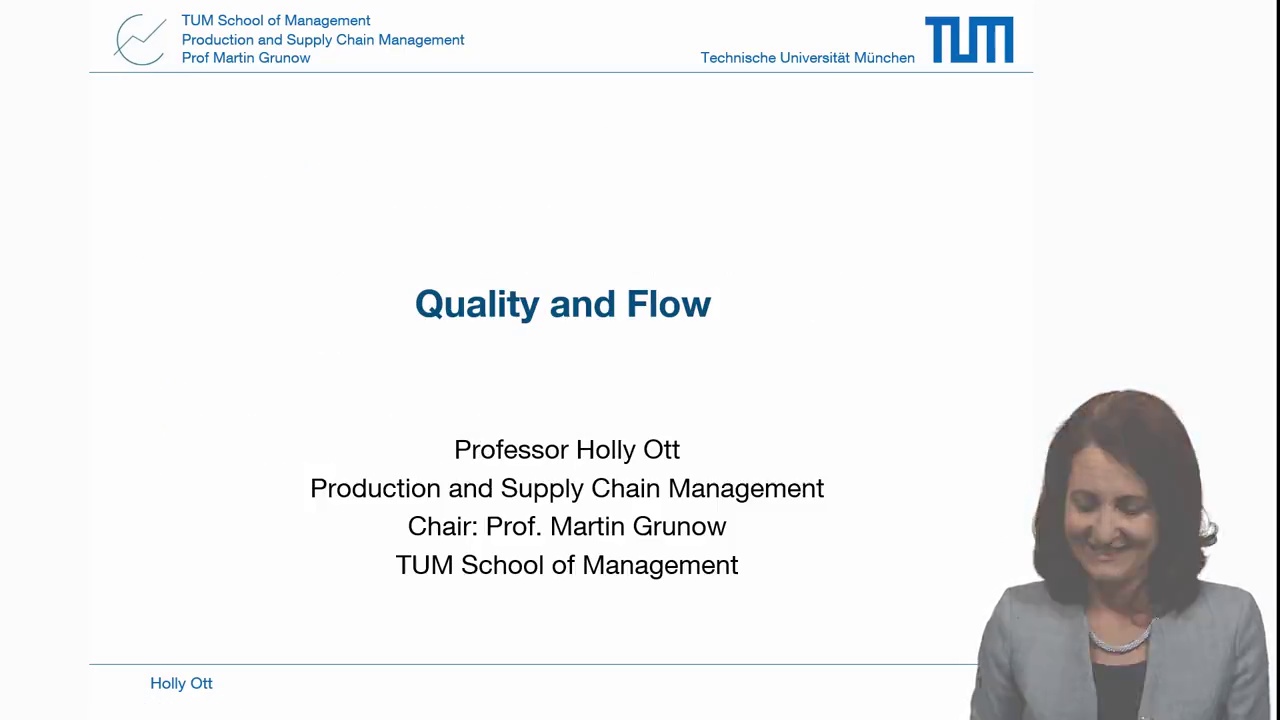 TUM School of Management
Production and Supply Chain Management
Prof Martin Grunow
Technische Universität München
TUM
Quality and Flow
Professor Holly Ott
Production and Supply Chain Management
Chair: Prof. Martin Grunow
TUM School of Management
Holly Ott